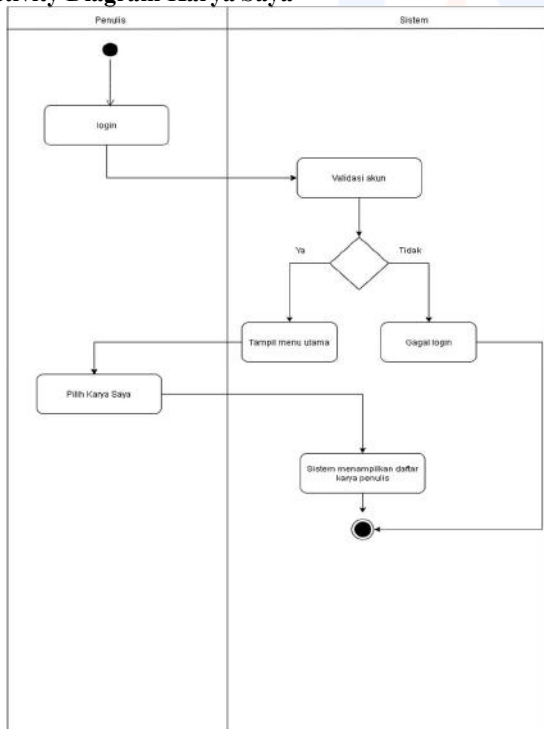 tivity Diagram Karya Saya
Penulis
Sistem
login
Validasi akun
Ya
Tidak
Tampil menu utama
Gagal login
Pilih Karya Saya
Sistem menampilkan daftar
karya penulis